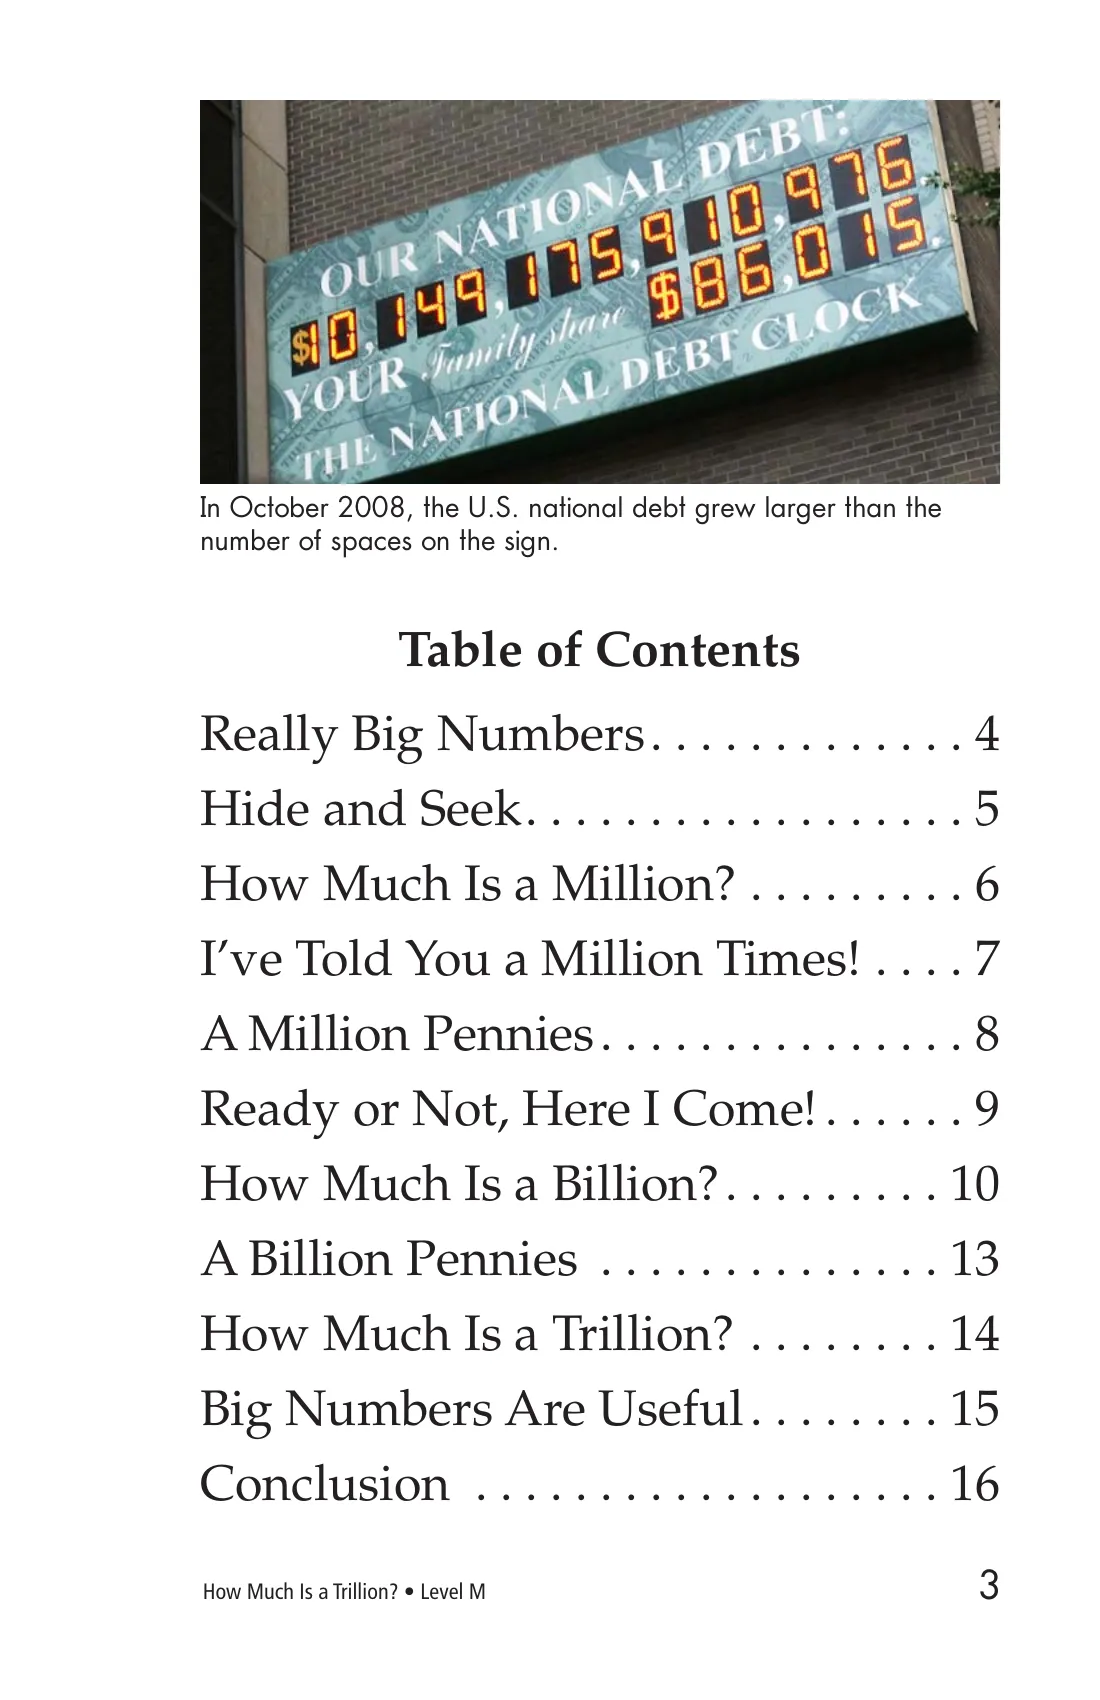 OUR NATIONAL DEBT:
$10,149,175,910,976.
YOUR Family share $86,015.
THE NATIONAL DEBT CLOCK
In October 2008, the U.S. national debt grew larger than the
number of spaces on the sign.
Table of Contents
Really Big Numbers. . . . . . . . . . . . . 4
Hide and Seek. . . . . . . . . . . . . . . . . . 5
How Much Is a Million? . . . . . . . . . 6
I’ve Told You a Million Times! . . . . 7
A Million Pennies. . . . . . . . . . . . . . . 8
Ready or Not, Here I Come! . . . . . . 9
How Much Is a Billion?. . . . . . . . . 10
A Billion Pennies . . . . . . . . . . . . . . 13
How Much Is a Trillion? . . . . . . . . 14
Big Numbers Are Useful. . . . . . . . 15
Conclusion . . . . . . . . . . . . . . . . . . . 16
How Much Is a Trillion? • Level M 3